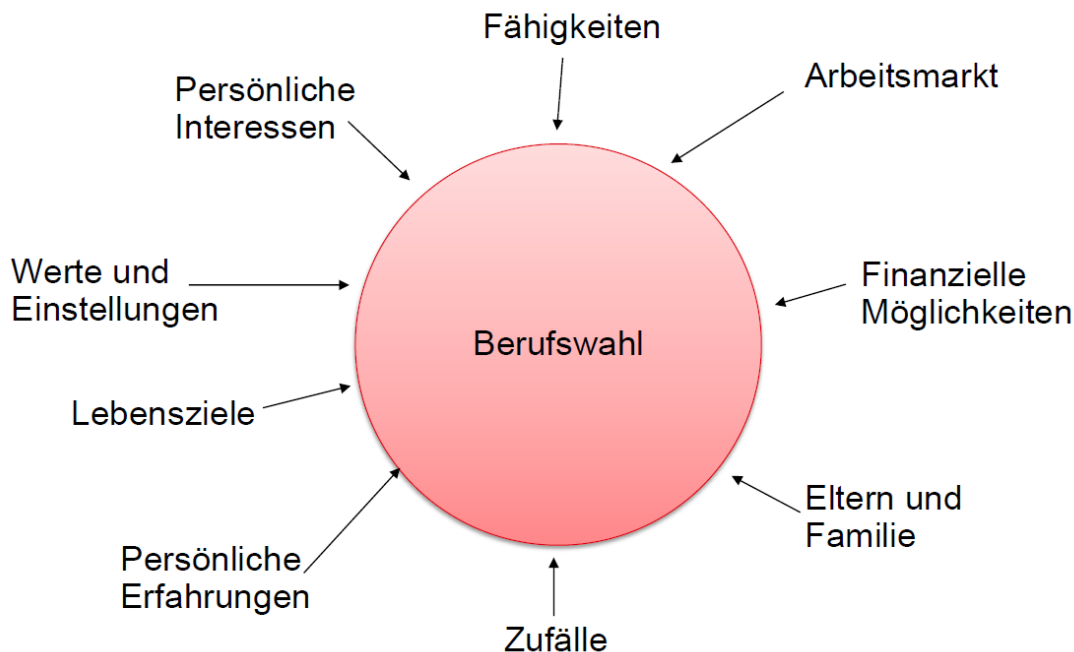 Fähigkeiten
Arbeitsmarkt
Persönliche
Interessen
Werte und
Einstellungen
Finanzielle
Möglichkeiten
Berufswahl
Lebensziele
Eltern und
Familie
Persönliche
Erfahrungen
Zufälle